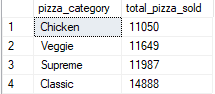 pizza_category total_pizza_sold
1 Chicken 11050
2 Veggie 11649
3 Supreme 11987
4 Classic 14888